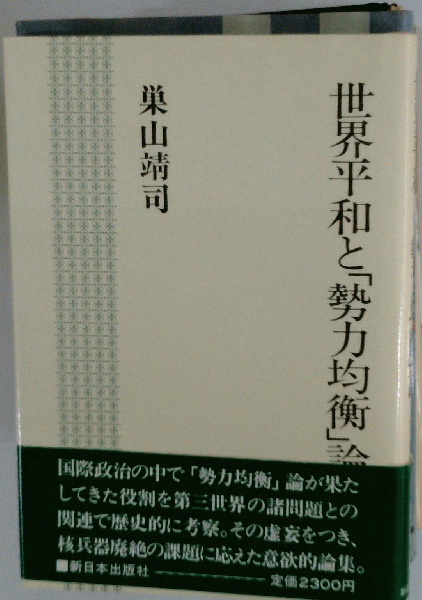 世界平和と「勢力均衡」論
巣山靖司
国際政治の中で「勢力均衡」論が果た
してきた役割を第三世界の諸問題との
関連で歴史的に考察。その虚妄をつき、
核兵器廃絶の課題に応えた意欲的論集。
■新日本出版社――――定価2300円